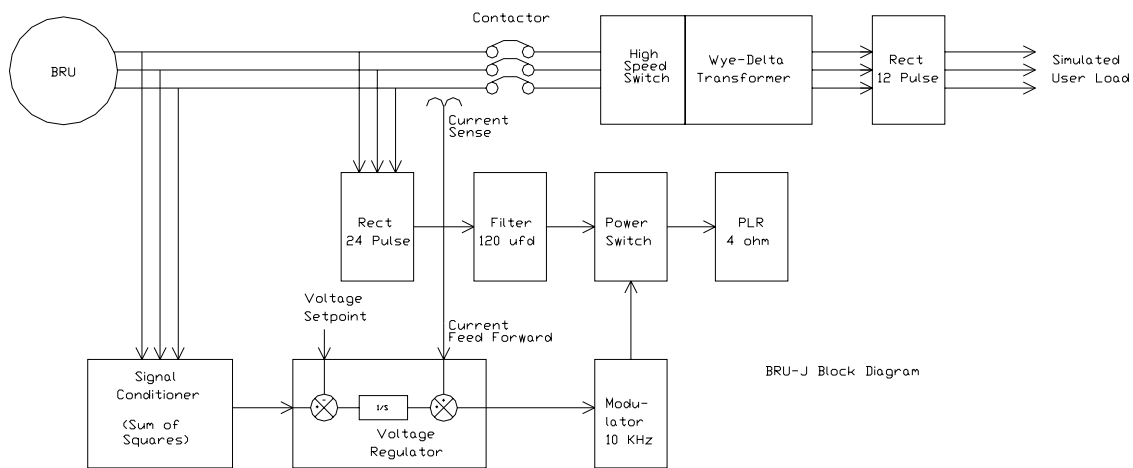 Contactor
BRU
High
Speed
Switch
Wye-Delta
Transformer
Rect
12 Pulse
Simulated
User Load
Current
Sense
Rect
24 Pulse
Filter
120 ufd
Power
Switch
PLR
4 ohm
Voltage
Setpoint
Current
Feed Forward
Signal
Conditioner
(Sum of
Squares)
+
-
1/S
+
+
Voltage
Regulator
Modu-
lator
10 KHz
BRU-J Block Diagram